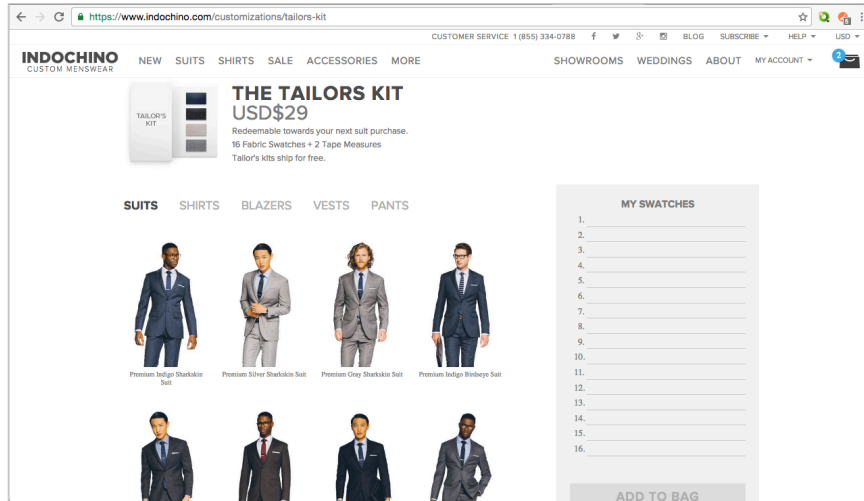 https://www.indochino.com/customizations/tailors-kit
6
CUSTOMER SERVICE 1 (855) 334-0788 BLOG SUBSCRIBE HELP USD
INDOCHINO
CUSTOM MENSWEAR
NEW SUITS SHIRTS SALE ACCESSORIES MORE
SHOWROOMS WEDDINGS ABOUT MY ACCOUNT
2
TAILOR'S
KIT
THE TAILORS KIT
USD$29
Redeemable towards your next suit purchase.
16 Fabric Swatches + 2 Tape Measures
Tailor's kits ship for free.
SUITS SHIRTS BLAZERS VESTS PANTS
Premium Indigo Sharkskin
Suit
Premium Silver Sharkskin Suit
Premium Gray Sharkskin Suit
Premium Indigo Birdseye Suit
MY SWATCHES
1.
2.
3.
4.
5.
6.
7.
8.
9.
10.
11.
12.
13.
14.
15.
16.
ADD TO BAG